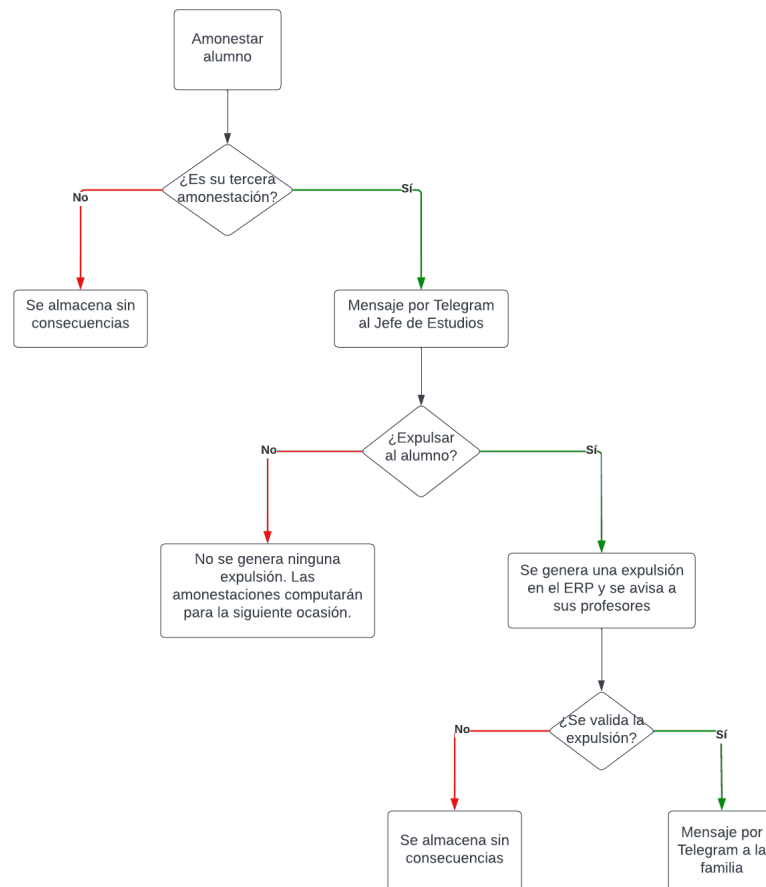 Amonestar
alumno
¿Es su tercera
amonestación?
No
Sí
Se almacena sin
consecuencias
Mensaje por Telegram
al Jefe de Estudios
¿Expulsar
al alumno?
No
Sí
No se genera ninguna
expulsión. Las
amonestaciones computarán
para la siguiente ocasión.
Se genera una expulsión
en el ERP y se avisa a
sus profesores
¿Se valida la
expulsión?
No
Sí
Se almacena sin
consecuencias
Mensaje por
Telegram a la
familia